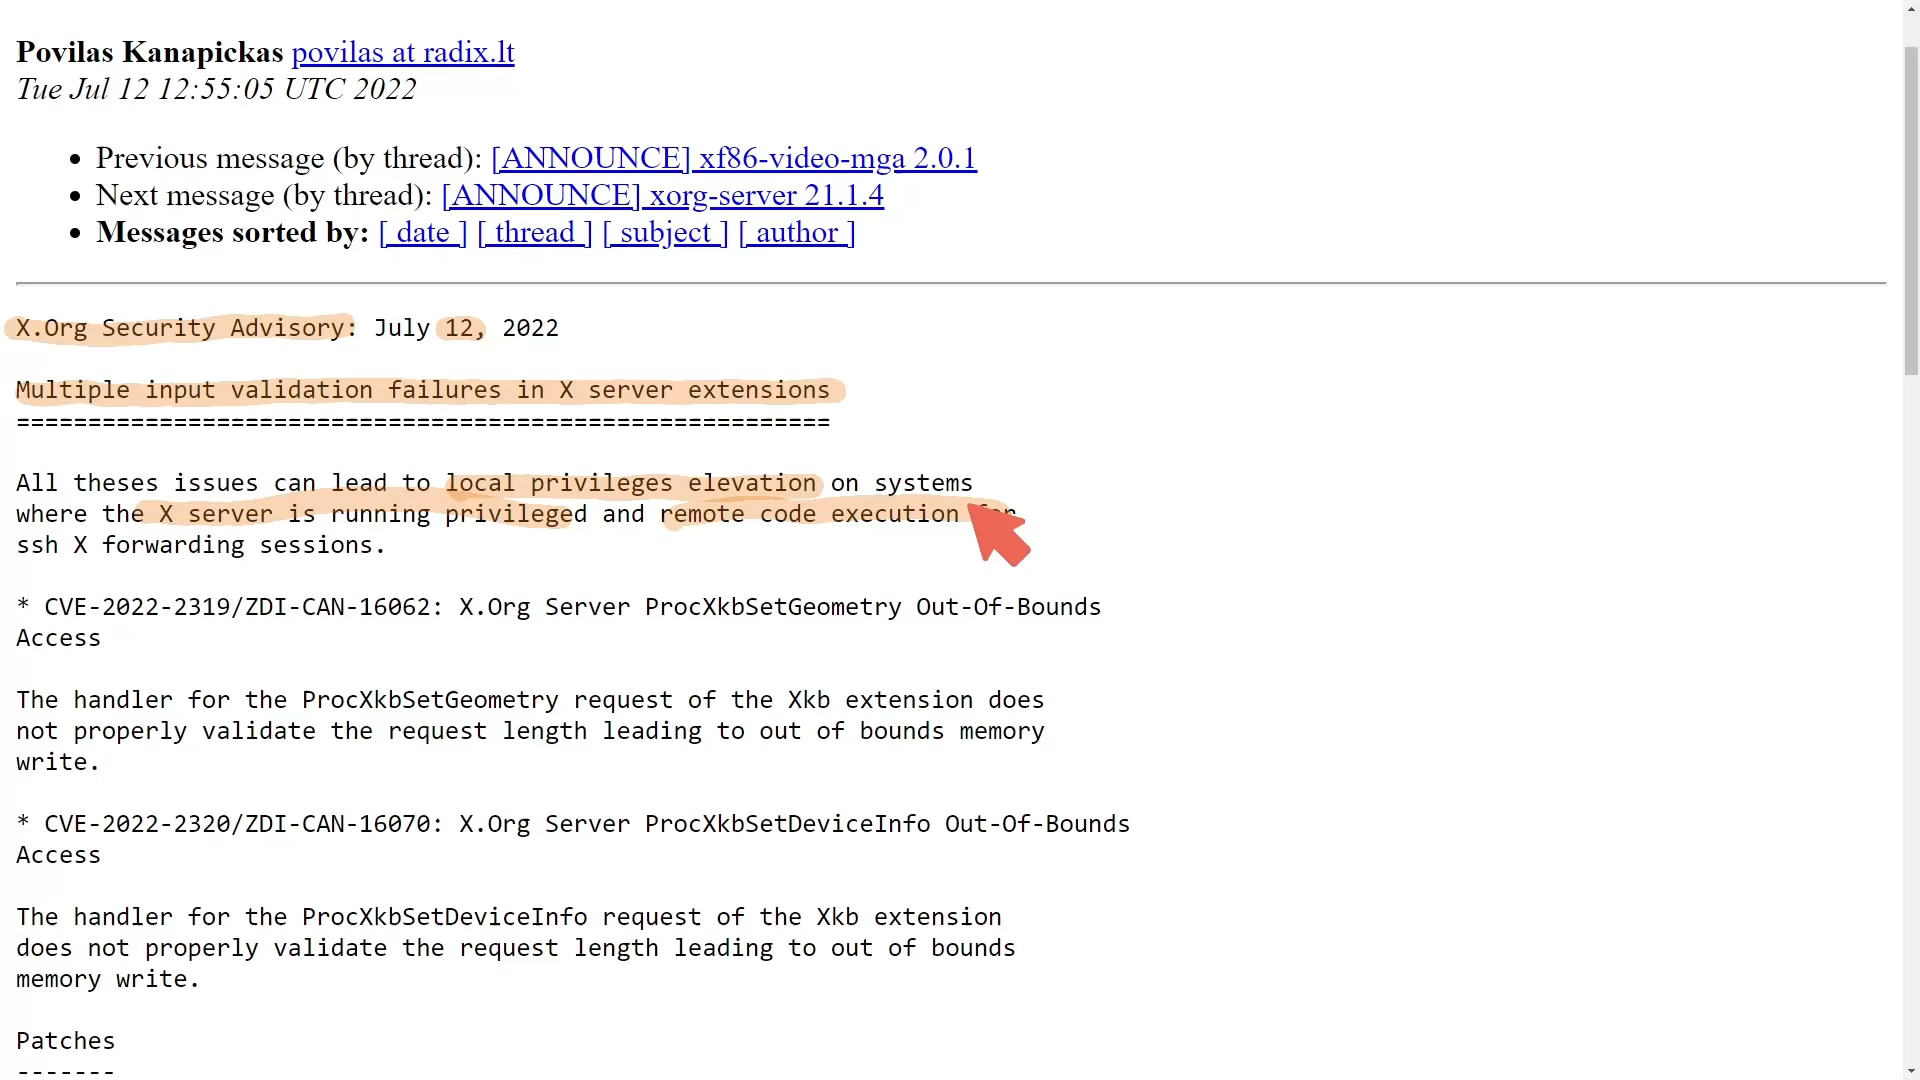 Povilas Kanapickas povilas at radix.lt
Tue Jul 12 12:55:05 UTC 2022
• Previous message (by thread): [ANNOUNCE] xf86-video-mga 2.0.1
• Next message (by thread): [ANNOUNCE] xorg-server 21.1.4
• Messages sorted by: [ date ] [ thread ] [ subject ] [ author ]
X.Org Security Advisory: July 12, 2022
Multiple input validation failures in X server extensions
=========================================================
All theses issues can lead to local privileges elevation on systems
where the X server is running privileged and remote code execution for
ssh X forwarding sessions.
* CVE-2022-2319/ZDI-CAN-16062: X.Org Server ProcXkbSetGeometry Out-Of-Bounds
Access
The handler for the ProcXkbSetGeometry request of the Xkb extension does
not properly validate the request length leading to out of bounds memory
write.
* CVE-2022-2320/ZDI-CAN-16070: X.Org Server ProcXkbSetDeviceInfo Out-Of-Bounds
Access
The handler for the ProcXkbSetDeviceInfo request of the Xkb extension
does not properly validate the request length leading to out of bounds
memory write.
Patches
-------